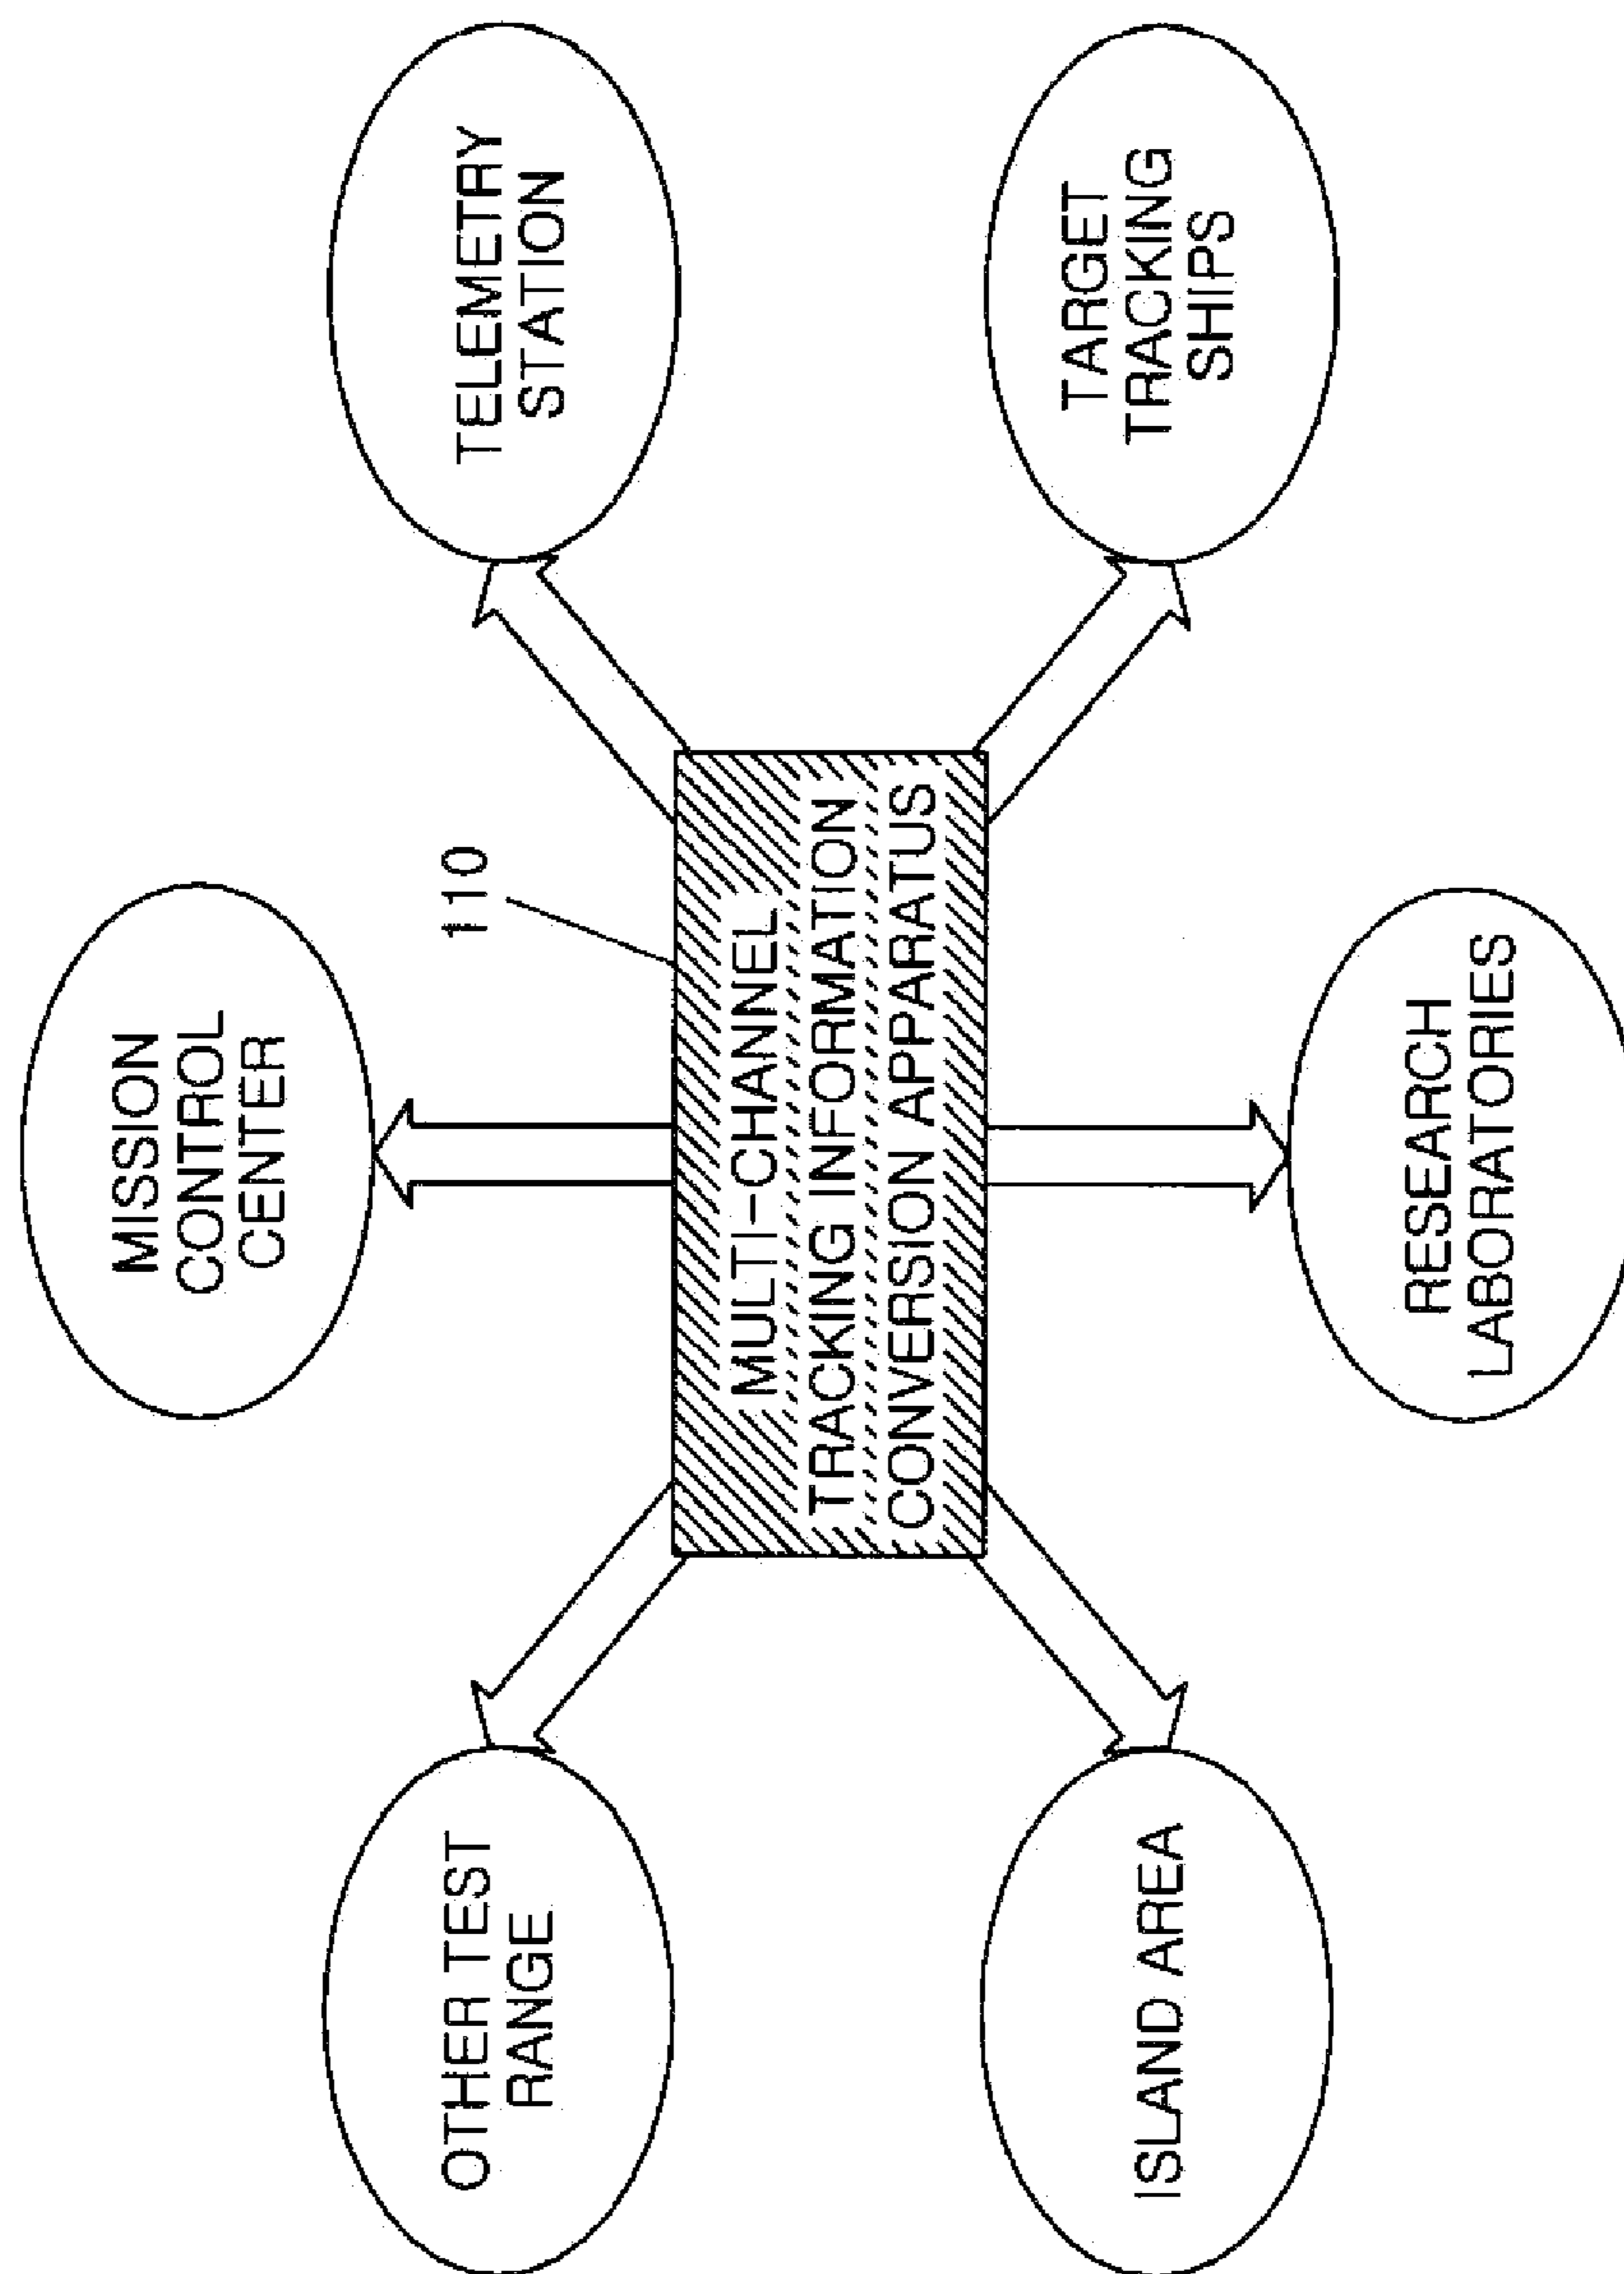 MISSION
CONTROL
CENTER
OTHER TEST
RANGE
TELEMETRY
STATION
110
MULTI-CHANNEL
TRACKING INFORMATION
CONVERSION APPARATUS
ISLAND AREA
TARGET
TRACKING
SHIPS
RESEARCH
LABORATORIES